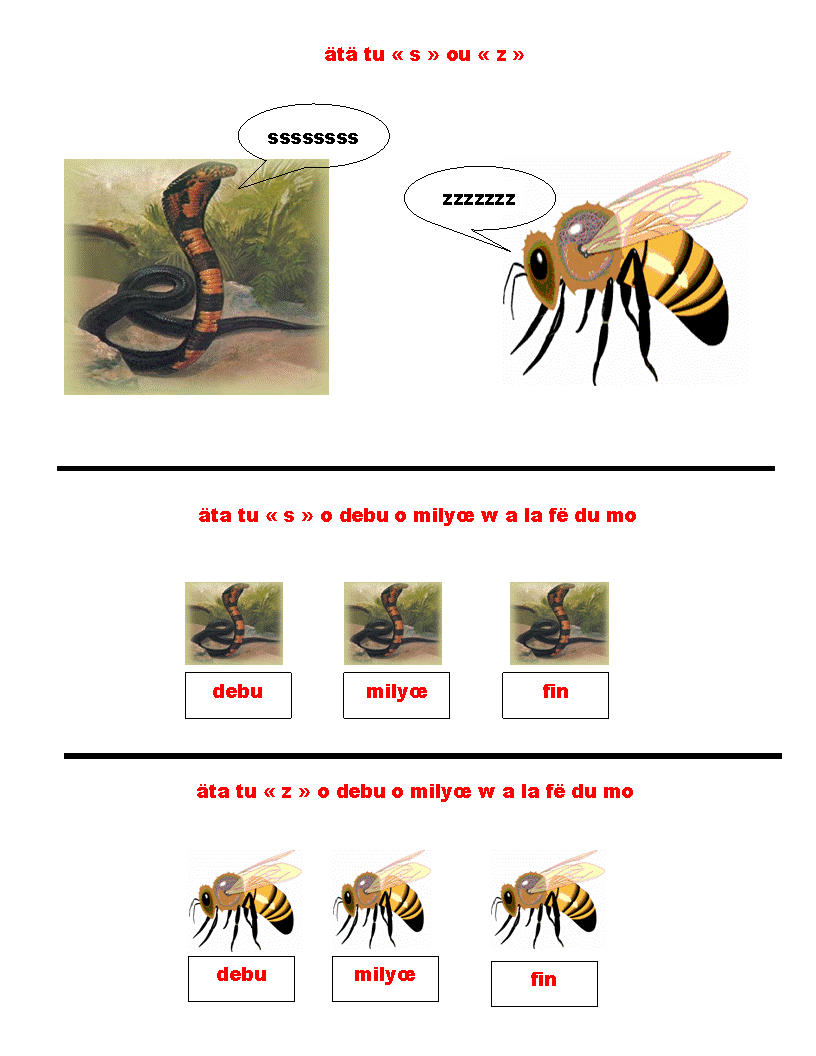 ätä tu « s » ou « z »
ssssssss
zzzzzzz
äta tu « s » o debu o milyœ w a la fë du mo
debu milyœ fin
äta tu « z » o debu o milyœ w a la fë du mo
debu milyœ fin